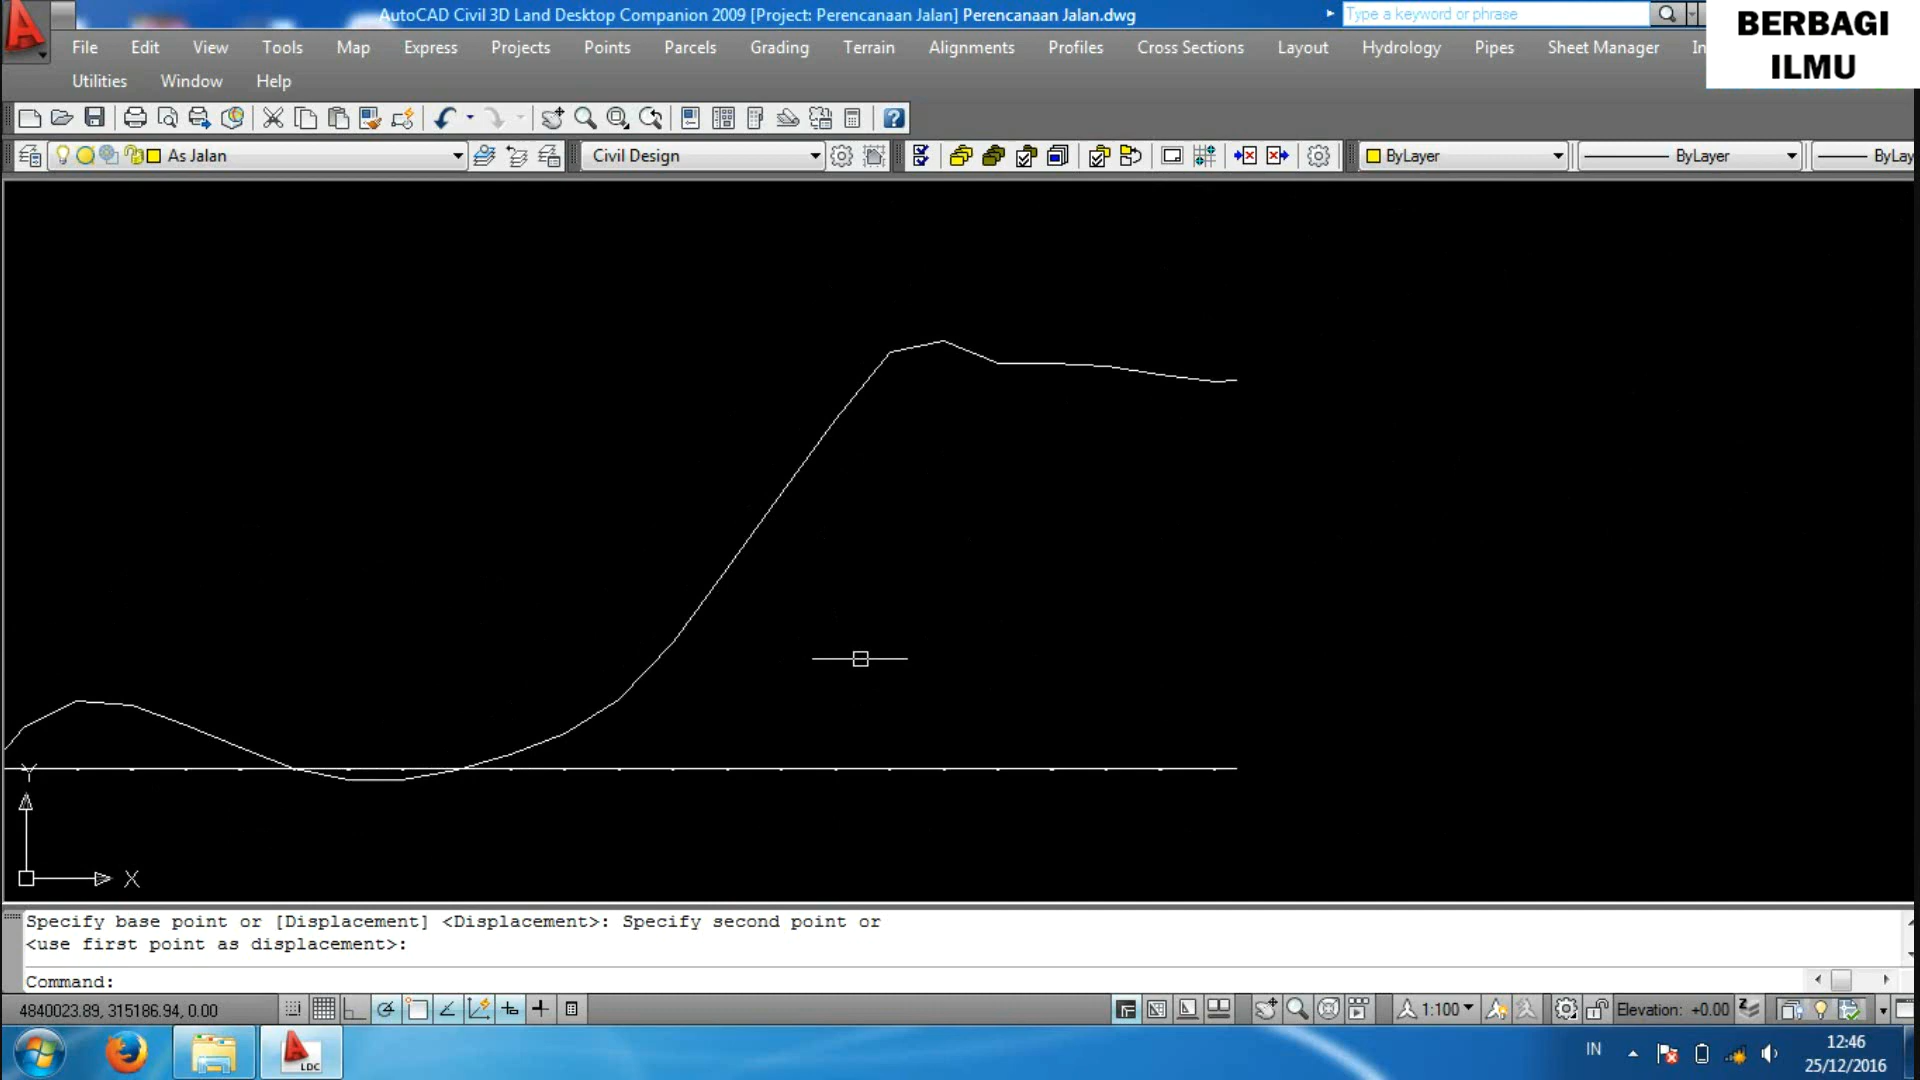 AutoCAD Civil 3D Land Desktop Companion 2009 [Project: Perencanaan Jalan] Perencanaan Jalan.dwg
Type a keyword or phrase
BERBAGI
ILMU
File Edit View Tools Map Express Projects Points Parcels Grading Terrain Alignments Profiles Cross Sections Layout Hydrology Pipes Sheet Manager In
Utilities Window Help
As Jalan Civil Design ByLayer ByLayer ByLay
Y
X
Specify base point or [Displacement] <Displacement>: Specify second point or
<use first point as displacement>:
Command:
4840023.89, 315186.94, 0.00 1:100 Elevation: +0.00
LDC
IN
12:46
25/12/2016